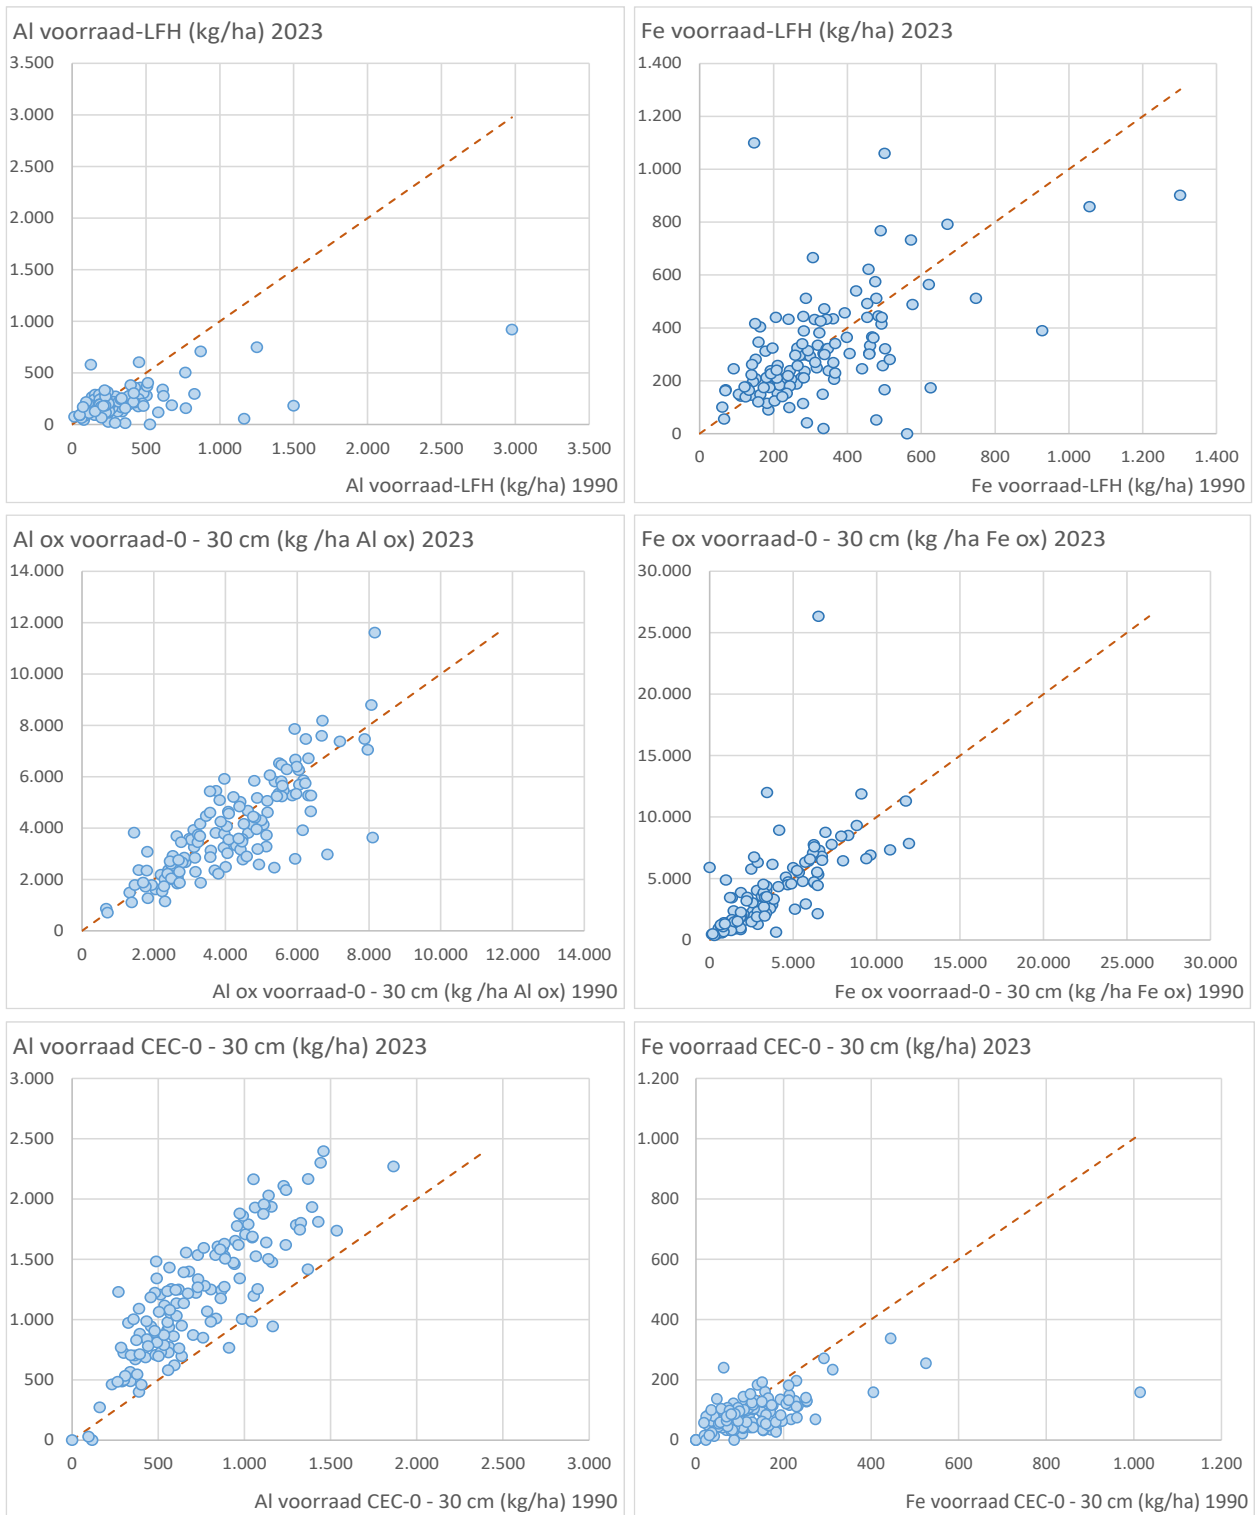 Al voorraad-LFH (kg/ha) 2023
3.500
3.000
2.500
2.000
1.500
1.000
500
0
0 500 1.000 1.500 2.000 2.500 3.000 3.500
Al voorraad-LFH (kg/ha) 1990
Fe voorraad-LFH (kg/ha) 2023
1.400
1.200
1.000
800
600
400
200
0
0 200 400 600 800 1.000 1.200 1.400
Fe voorraad-LFH (kg/ha) 1990
Al ox voorraad-0 - 30 cm (kg /ha Al ox) 2023
14.000
12.000
10.000
8.000
6.000
4.000
2.000
0
0 2.000 4.000 6.000 8.000 10.000 12.000 14.000
Al ox voorraad-0 - 30 cm (kg /ha Al ox) 1990
Fe ox voorraad-0 - 30 cm (kg /ha Fe ox) 2023
30.000
25.000
20.000
15.000
10.000
5.000
0
0 5.000 10.000 15.000 20.000 25.000 30.000
Fe ox voorraad-0 - 30 cm (kg /ha Fe ox) 1990
Al voorraad CEC-0 - 30 cm (kg/ha) 2023
3.000
2.500
2.000
1.500
1.000
500
0
0 500 1.000 1.500 2.000 2.500 3.000
Al voorraad CEC-0 - 30 cm (kg/ha) 1990
Fe voorraad CEC-0 - 30 cm (kg/ha) 2023
1.200
1.000
800
600
400
200
0
0 200 400 600 800 1.000 1.200
Fe voorraad CEC-0 - 30 cm (kg/ha) 1990